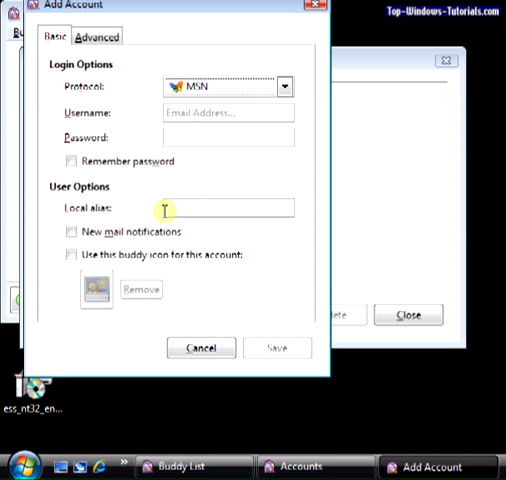 Add Account
Top-Windows-Tutorials.com
Basic
Advanced
Login Options
Protocol:
MSN
Username:
Email Address...
Password:
Remember password
User Options
Local alias:
New mail notifications
Use this buddy icon for this account:
Remove
Close
Cancel
Save
ess_nt32_en...
Buddy List
Accounts
Add Account